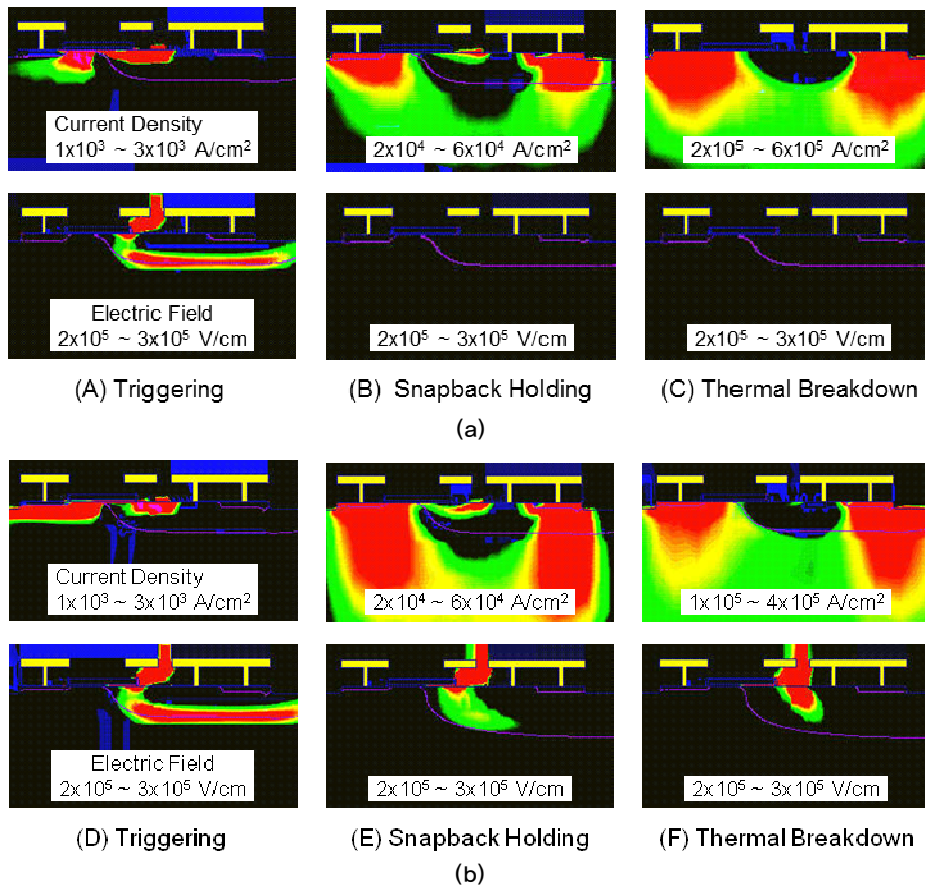 Current Density
1x10³ ~ 3x10³ A/cm²
2x10⁴ ~ 6x10⁴ A/cm²
2x10⁵ ~ 6x10⁵ A/cm²
Electric Field
2x10⁵ ~ 3x10⁵ V/cm
2x10⁵ ~ 3x10⁵ V/cm
2x10⁵ ~ 3x10⁵ V/cm
(A) Triggering
(B) Snapback Holding
(C) Thermal Breakdown
(a)
Current Density
1x10³ ~ 3x10³ A/cm²
2x10⁴ ~ 6x10⁴ A/cm²
1x10⁵ ~ 4x10⁵ A/cm²
Electric Field
2x10⁵ ~ 3x10⁵ V/cm
2x10⁵ ~ 3x10⁵ V/cm
2x10⁵ ~ 3x10⁵ V/cm
(D) Triggering
(E) Snapback Holding
(F) Thermal Breakdown
(b)